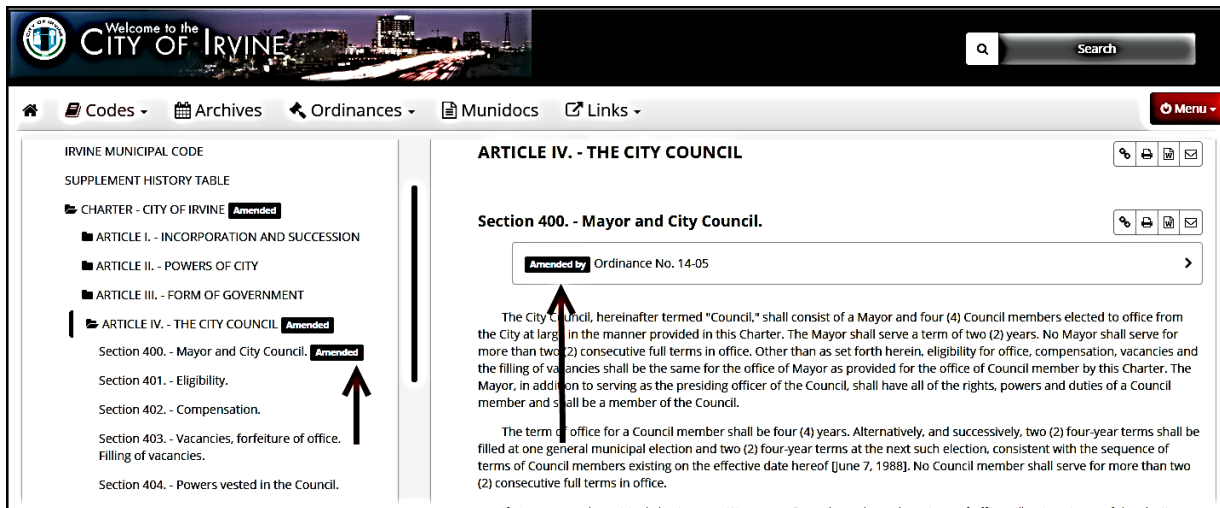 Welcome to the
CITY OF IRVINE
Search
Codes
Archives
Ordinances
Munidocs
Links
Menu
IRVINE MUNICIPAL CODE
SUPPLEMENT HISTORY TABLE
CHARTER - CITY OF IRVINE Amended
ARTICLE I. - INCORPORATION AND SUCCESSION
ARTICLE II. - POWERS OF CITY
ARTICLE III. - FORM OF GOVERNMENT
ARTICLE IV. - THE CITY COUNCIL Amended
Section 400. - Mayor and City Council. Amended
Section 401. - Eligibility.
Section 402. - Compensation.
Section 403. - Vacancies, forfeiture of office.
Filling of vacancies.
Section 404. - Powers vested in the Council.
ARTICLE IV. - THE CITY COUNCIL
Section 400. - Mayor and City Council.
Amended by Ordinance No. 14-05
The City Council, hereinafter termed "Council," shall consist of a Mayor and four (4) Council members elected to office from
the City at large in the manner provided in this Charter. The Mayor shall serve a term of two (2) years. No Mayor shall serve for
more than two (2) consecutive full terms in office. Other than as set forth herein, eligibility for office, compensation, vacancies and
the filling of vacancies shall be the same for the office of Mayor as provided for the office of Council member by this Charter. The
Mayor, in addition to serving as the presiding officer of the Council, shall have all of the rights, powers and duties of a Council
member and shall be a member of the Council.
The term of office for a Council member shall be four (4) years. Alternatively, and successively, two (2) four-year terms shall be
filled at one general municipal election and two (2) four-year terms at the next such election, consistent with the sequence of
terms of Council members existing on the effective date hereof [June 7, 1988]. No Council member shall serve for more than two
(2) consecutive full terms in office.